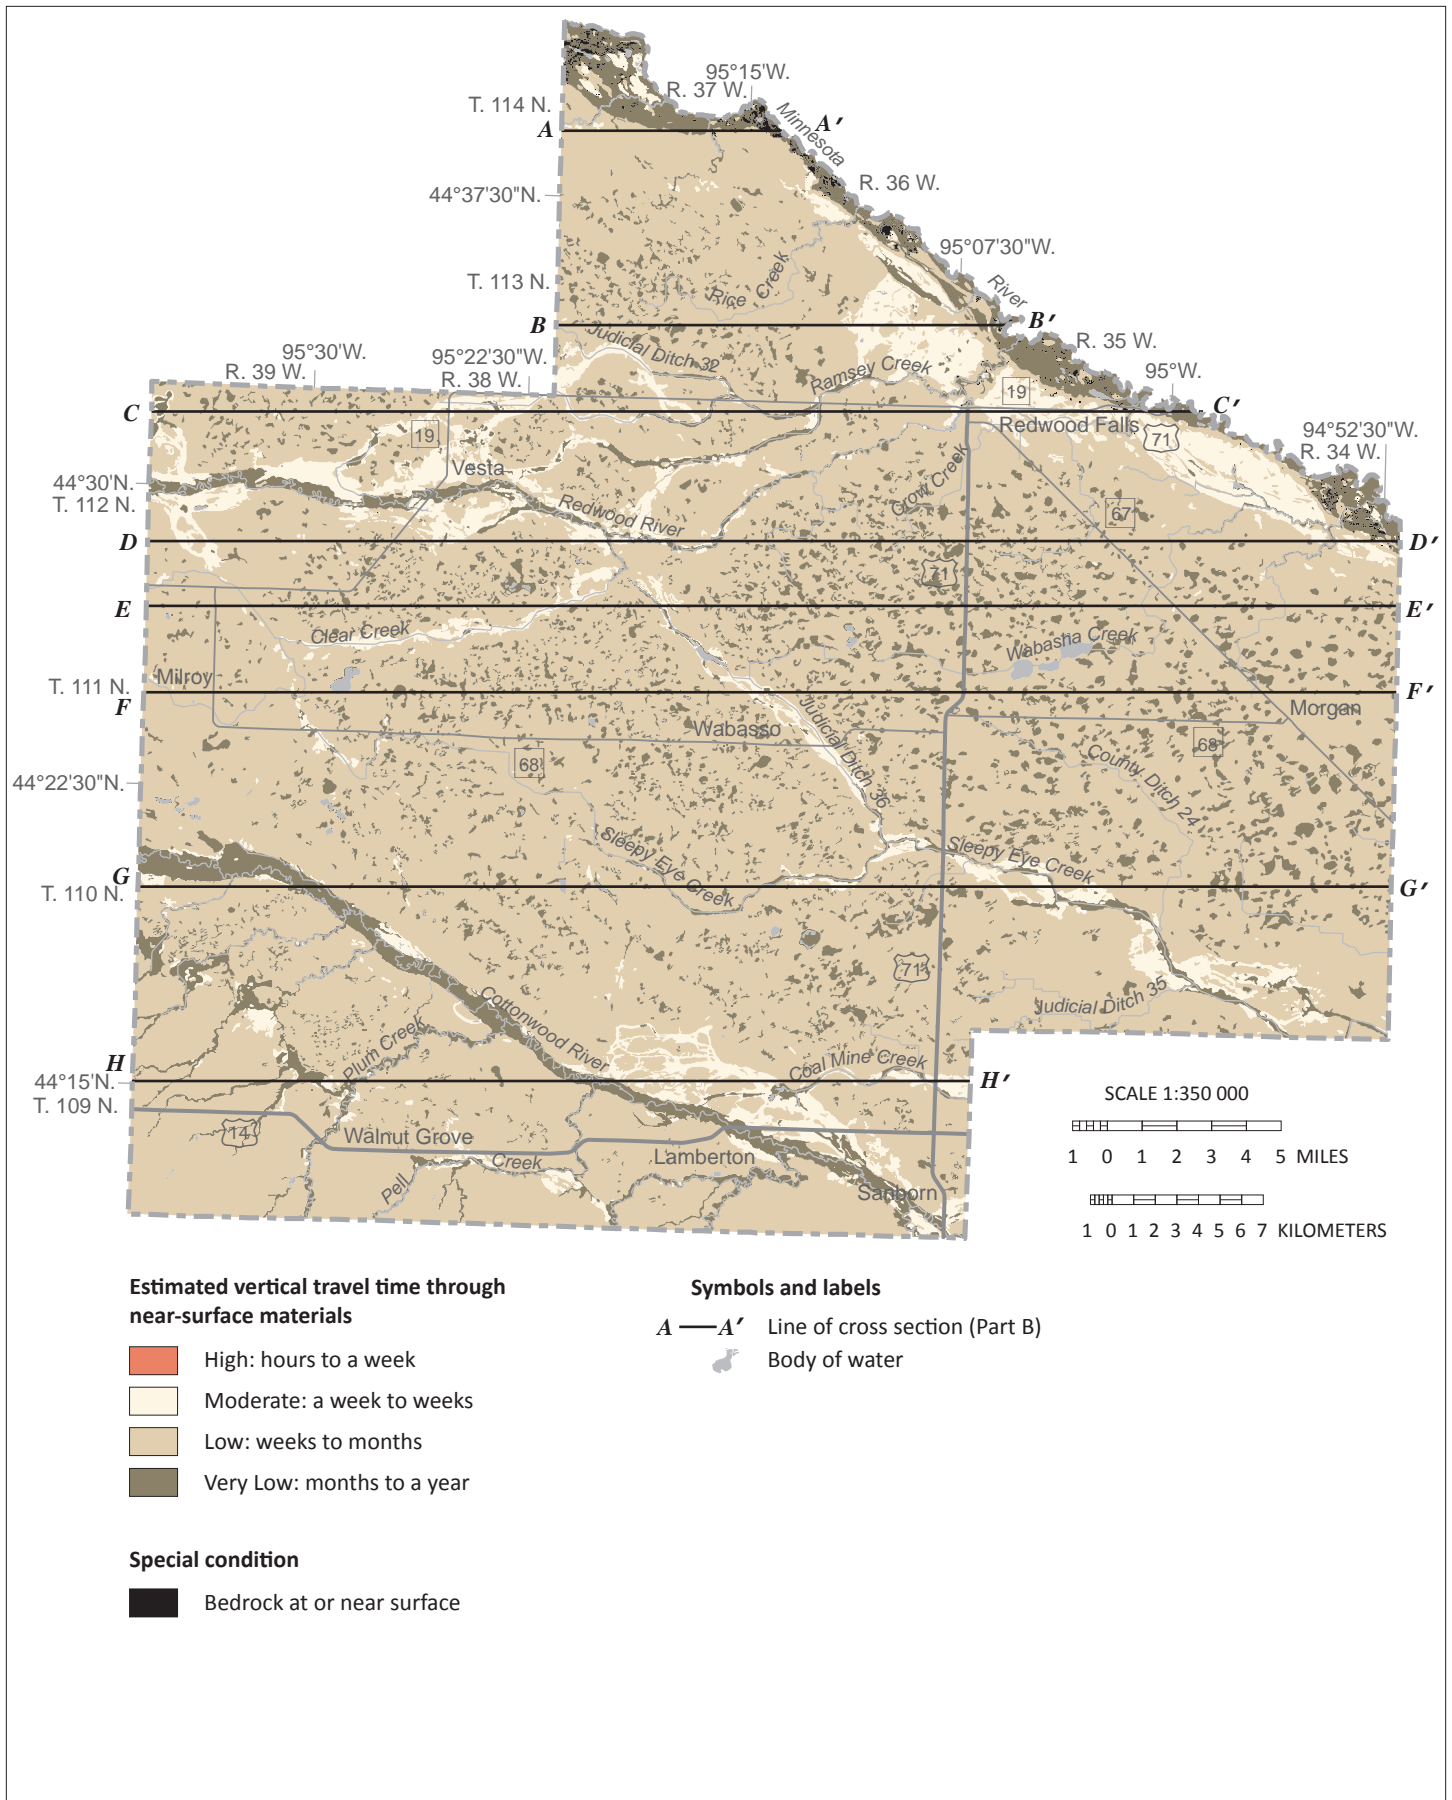 95°15'W.
R. 37 W.
T. 114 N.
A
A′
Minnesota
44°37'30"N.
R. 36 W.
95°07'30"W.
T. 113 N.
Rice Creek
River
B
B′
Judicial Ditch 32
R. 35 W.
95°30'W.
95°22'30"W.
95°W.
R. 39 W.
R. 38 W.
Ramsey Creek
19
C
C′
19
Redwood Falls
71
94°52'30"W.
R. 34 W.
Vesta
44°30'N.
T. 112 N.
Crow Creek
Redwood River
67
D
D′
71
E
E′
Clear Creek
Wabasha Creek
Milroy
T. 111 N.
F
F′
Morgan
Wabasso
Judicial Ditch 36
68
68
County Ditch 24
44°22'30"N.
Sleepy Eye Creek
Sleepy Eye Creek
G
G′
T. 110 N.
71
Cottonwood River
Judicial Ditch 35
Plum Creek
Coal Mine Creek
H
H′
44°15'N.
T. 109 N.
14
Walnut Grove
Lamberton
Pell Creek
Sanborn
SCALE 1:350 000
1 0 1 2 3 4 5 MILES
1 0 1 2 3 4 5 6 7 KILOMETERS
Estimated vertical travel time through
near-surface materials
High: hours to a week
Moderate: a week to weeks
Low: weeks to months
Very Low: months to a year
Special condition
Bedrock at or near surface
Symbols and labels
A A′ Line of cross section (Part B)
Body of water